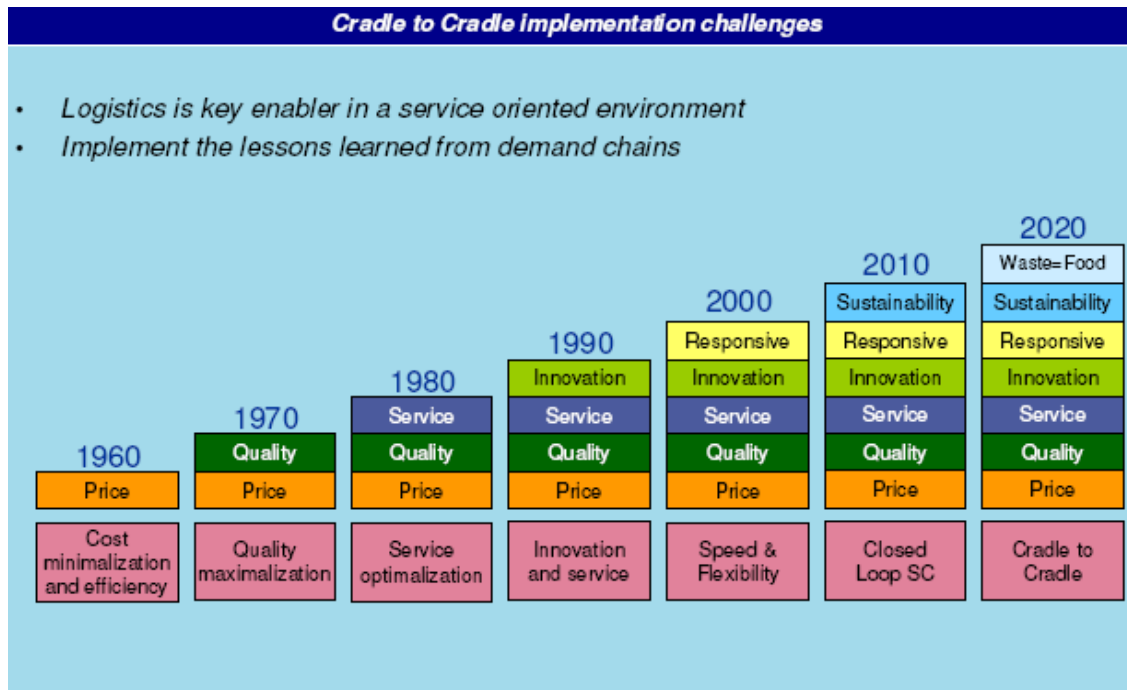 Cradle to Cradle implementation challenges
• Logistics is key enabler in a service oriented environment
• Implement the lessons learned from demand chains
2020
Waste=Food
2010
Sustainability
Sustainability
2000
Responsive
Responsive
Responsive
1990
Innovation
Innovation
Innovation
Innovation
1980
Service
Service
Service
Service
Service
1970
Quality
Quality
Quality
Quality
Quality
Quality
1960
Price
Price
Price
Price
Price
Price
Price
Cost
minimalization
and efficiency
Quality
maximalization
Service
optimalization
Innovation
and service
Speed &
Flexibility
Closed
Loop SC
Cradle to
Cradle